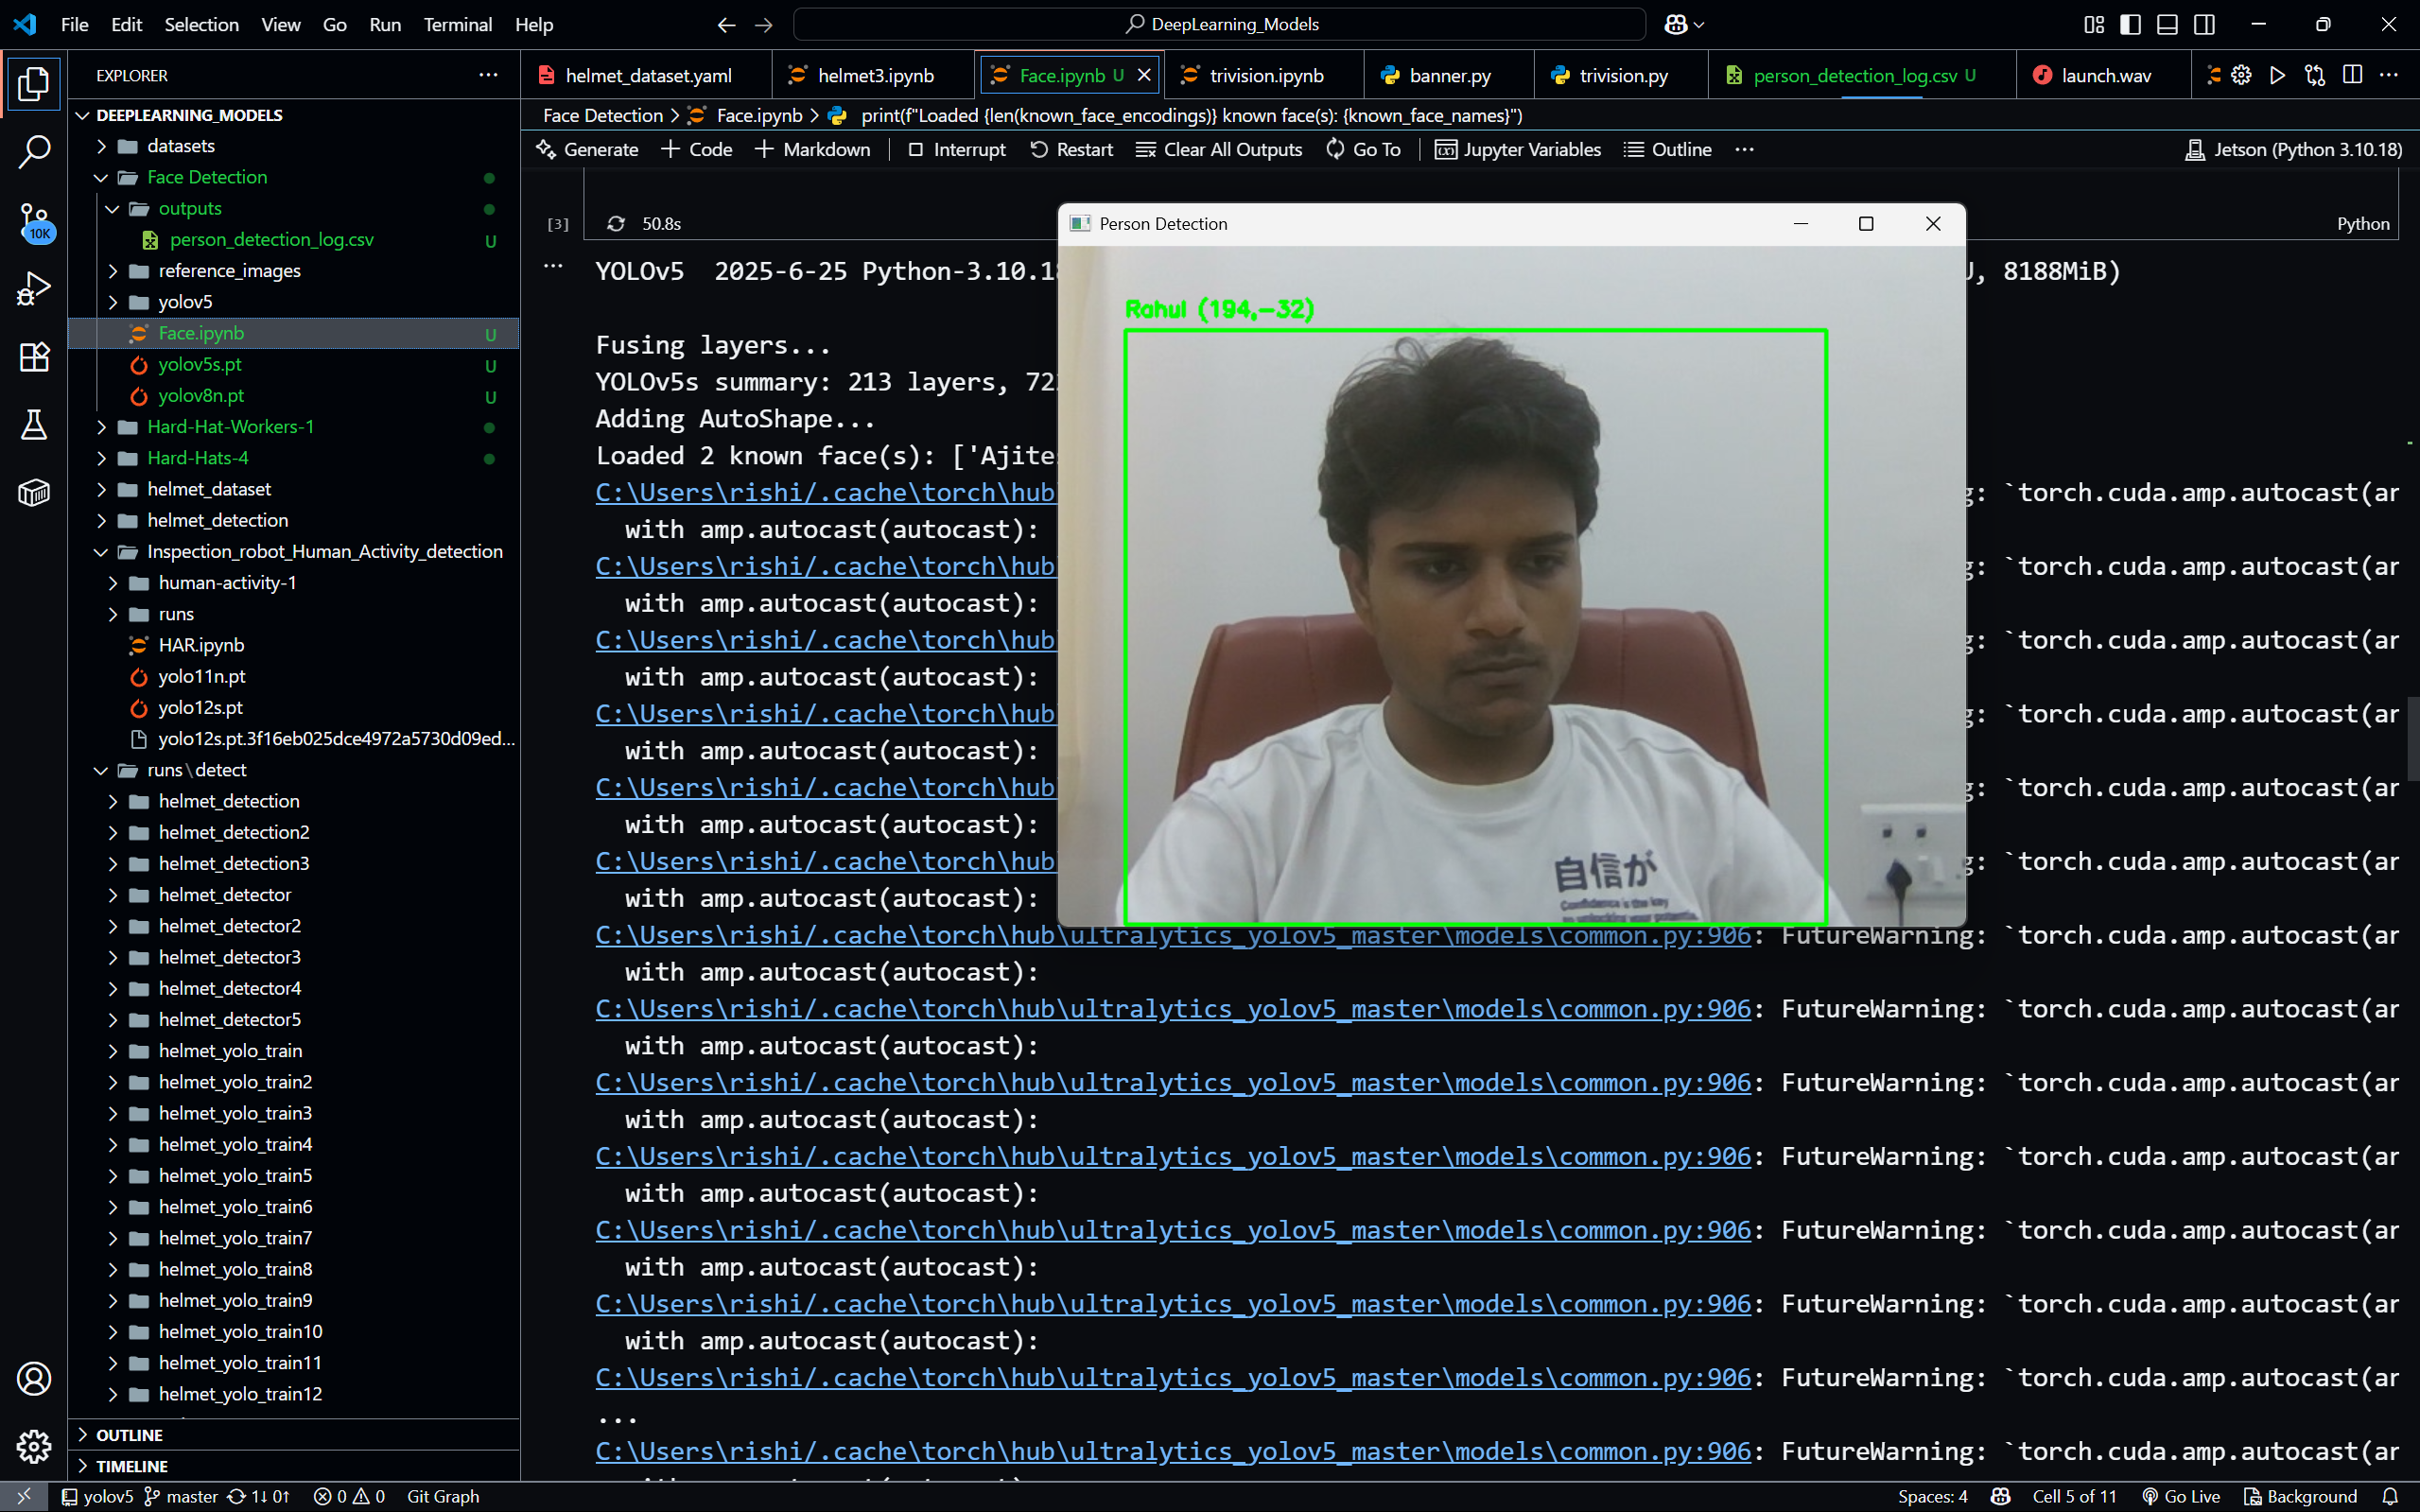 File Edit Selection View Go Run Terminal Help
DeepLearning_Models
EXPLORER
DEEPLEARNING_MODELS
datasets
Face Detection
outputs
person_detection_log.csv U
reference_images
yolov5
Face.ipynb U
yolov5s.pt U
yolov8n.pt U
Hard-Hat-Workers-1
Hard-Hats-4
helmet_dataset
helmet_detection
Inspection_robot_Human_Activity_detection
human-activity-1
runs
HAR.ipynb
yolo11n.pt
yolo12s.pt
yolo12s.pt.3f16eb025dce4972a5730d09ed...
runs\detect
helmet_detection
helmet_detection2
helmet_detection3
helmet_detector
helmet_detector2
helmet_detector3
helmet_detector4
helmet_detector5
helmet_yolo_train
helmet_yolo_train2
helmet_yolo_train3
helmet_yolo_train4
helmet_yolo_train5
helmet_yolo_train6
helmet_yolo_train7
helmet_yolo_train8
helmet_yolo_train9
helmet_yolo_train10
helmet_yolo_train11
helmet_yolo_train12
OUTLINE
TIMELINE
10K
helmet_dataset.yaml helmet3.ipynb Face.ipynb U trivision.ipynb banner.py trivision.py person_detection_log.csv U launch.wav
Face Detection > Face.ipynb > print(f"Loaded {len(known_face_encodings)} known face(s): {known_face_names}")
Generate + Code + Markdown Interrupt Restart Clear All Outputs Go To Jupyter Variables Outline ... Jetson (Python 3.10.18)
[3] 50.8s Python
YOLOv5 2025-6-25 Python-3.10.18 U, 8188MiB)
Fusing layers...
YOLOv5s summary: 213 layers, 72
Adding AutoShape...
Loaded 2 known face(s): ['Ajite
C:\Users\rishi/.cache\torch\hub g: `torch.cuda.amp.autocast(ar
with amp.autocast(autocast):
C:\Users\rishi/.cache\torch\hub g: `torch.cuda.amp.autocast(ar
with amp.autocast(autocast):
C:\Users\rishi/.cache\torch\hub g: `torch.cuda.amp.autocast(ar
with amp.autocast(autocast):
C:\Users\rishi/.cache\torch\hub g: `torch.cuda.amp.autocast(ar
with amp.autocast(autocast):
C:\Users\rishi/.cache\torch\hub g: `torch.cuda.amp.autocast(ar
with amp.autocast(autocast):
C:\Users\rishi/.cache\torch\hub g: `torch.cuda.amp.autocast(ar
with amp.autocast(autocast):
C:\Users\rishi/.cache\torch\hub\ultralytics_yolov5_master\models\common.py:906: FutureWarning: `torch.cuda.amp.autocast(ar
with amp.autocast(autocast):
C:\Users\rishi/.cache\torch\hub\ultralytics_yolov5_master\models\common.py:906: FutureWarning: `torch.cuda.amp.autocast(ar
with amp.autocast(autocast):
C:\Users\rishi/.cache\torch\hub\ultralytics_yolov5_master\models\common.py:906: FutureWarning: `torch.cuda.amp.autocast(ar
with amp.autocast(autocast):
C:\Users\rishi/.cache\torch\hub\ultralytics_yolov5_master\models\common.py:906: FutureWarning: `torch.cuda.amp.autocast(ar
with amp.autocast(autocast):
C:\Users\rishi/.cache\torch\hub\ultralytics_yolov5_master\models\common.py:906: FutureWarning: `torch.cuda.amp.autocast(ar
with amp.autocast(autocast):
C:\Users\rishi/.cache\torch\hub\ultralytics_yolov5_master\models\common.py:906: FutureWarning: `torch.cuda.amp.autocast(ar
with amp.autocast(autocast):
C:\Users\rishi/.cache\torch\hub\ultralytics_yolov5_master\models\common.py:906: FutureWarning: `torch.cuda.amp.autocast(ar
...
C:\Users\rishi/.cache\torch\hub\ultralytics_yolov5_master\models\common.py:906: FutureWarning: `torch.cuda.amp.autocast(ar
Person Detection
Rahul (194,-32)
自信が
Confidence is the key
to unlocking your potential
yolov5 master 1↓ 0↑ 0 0 Git Graph Spaces: 4 Cell 5 of 11 Go Live Background